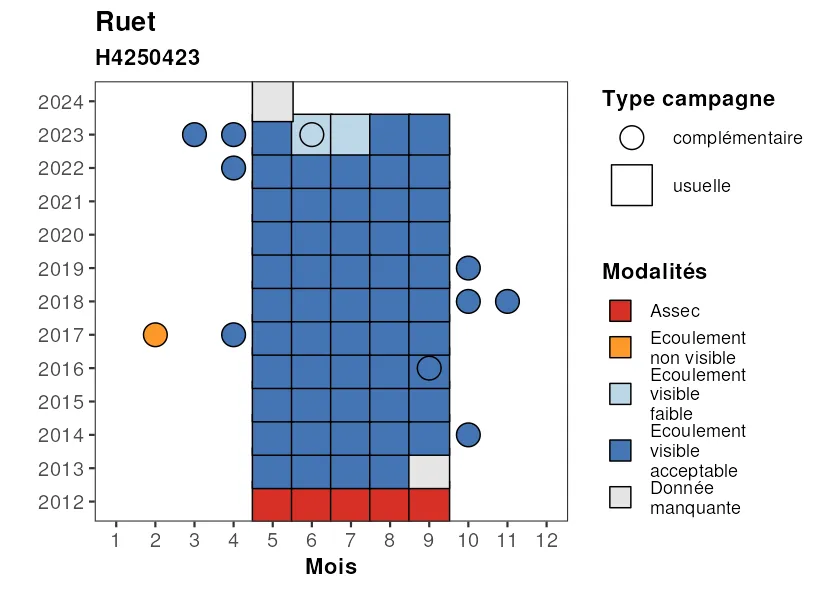 Ruet
H4250423
2024
2023
2022
2021
2020
2019
2018
2017
2016
2015
2014
2013
2012
1 2 3 4 5 6 7 8 9 10 11 12
Mois
Type campagne
complémentaire
usuelle
Modalités
Assec
Ecoulement
non visible
Ecoulement
visible
faible
Ecoulement
visible
acceptable
Donnée
manquante